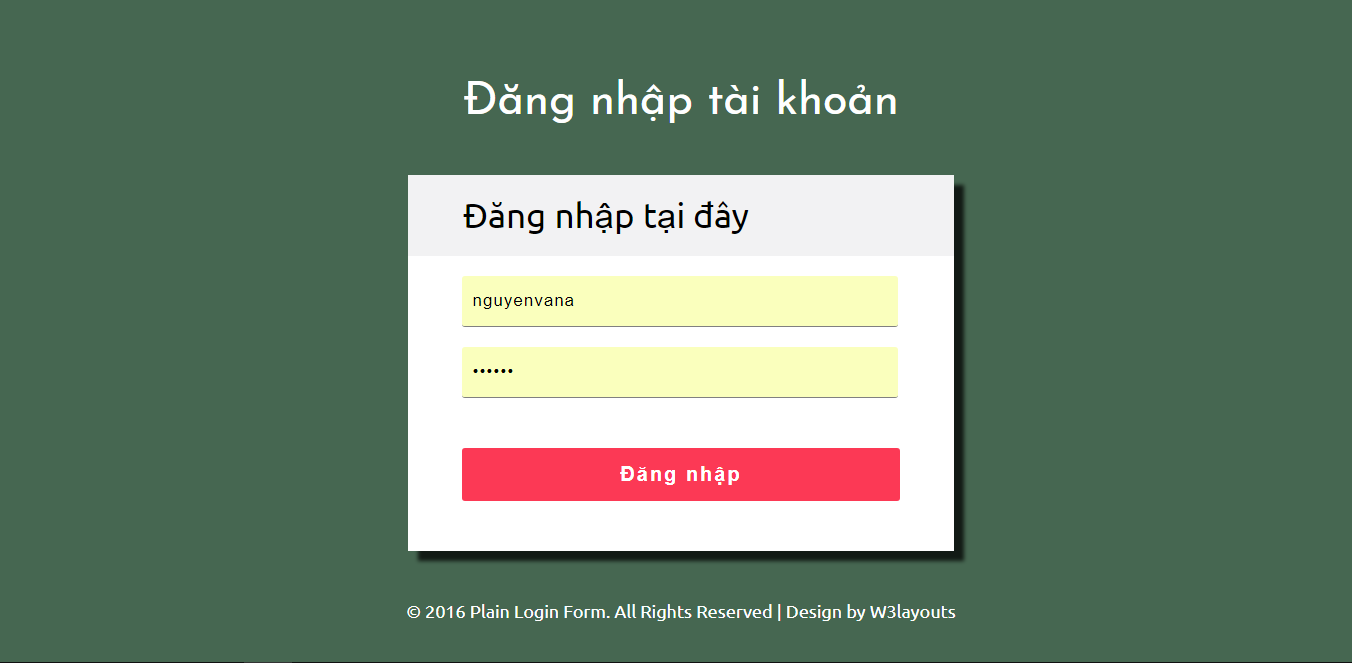 Đăng nhập tài khoản
Đăng nhập tại đây
nguyenvana
••••••
Đăng nhập
© 2016 Plain Login Form. All Rights Reserved | Design by W3layouts